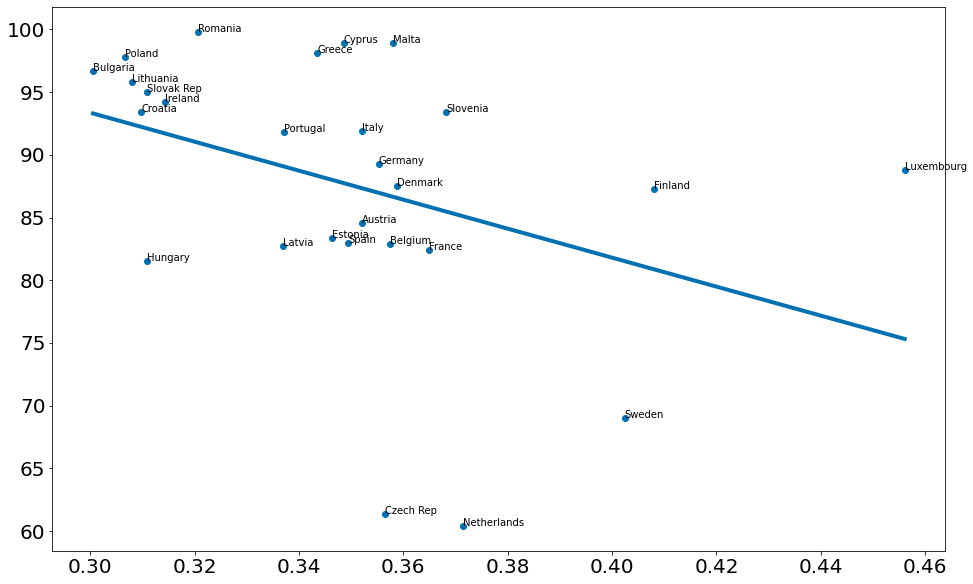 100
95
90
85
80
75
70
65
60
Romania
Cyprus
Malta
Greece
Poland
Bulgaria
Lithuania
Slovak Rep
Ireland
Croatia
Slovenia
Portugal
Italy
Germany
Luxembourg
Denmark
Finland
Austria
Estonia
Spain
Belgium
Latvia
France
Hungary
Sweden
Czech Rep
Netherlands
0.30 0.32 0.34 0.36 0.38 0.40 0.42 0.44 0.46